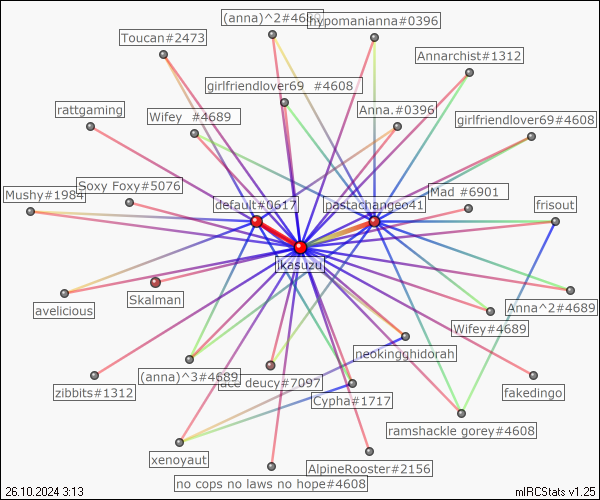 (anna)^2#4689
hypomanianna#0396
Toucan#2473
Annarchist#1312
girlfriendlover69 #4608
rattgaming
Wifey #4689
Anna.#0396
girlfriendlover69#4608
Soxy Foxy#5076
Mad #6901
Mushy#1984
default#0617
pastachangeo41
frisout
ikasuzu
Skalman
avelicious
Anna^2#4689
Wifey#4689
neokingghidorah
(anna)^3#4689
ace deucy#7097
zibbits#1312
Cypha#1717
fakedingo
ramshackle gorey#4608
xenoyaut
AlpineRooster#2156
no cops no laws no hope#4608
26.10.2024 3:13
mIRCStats v1.25